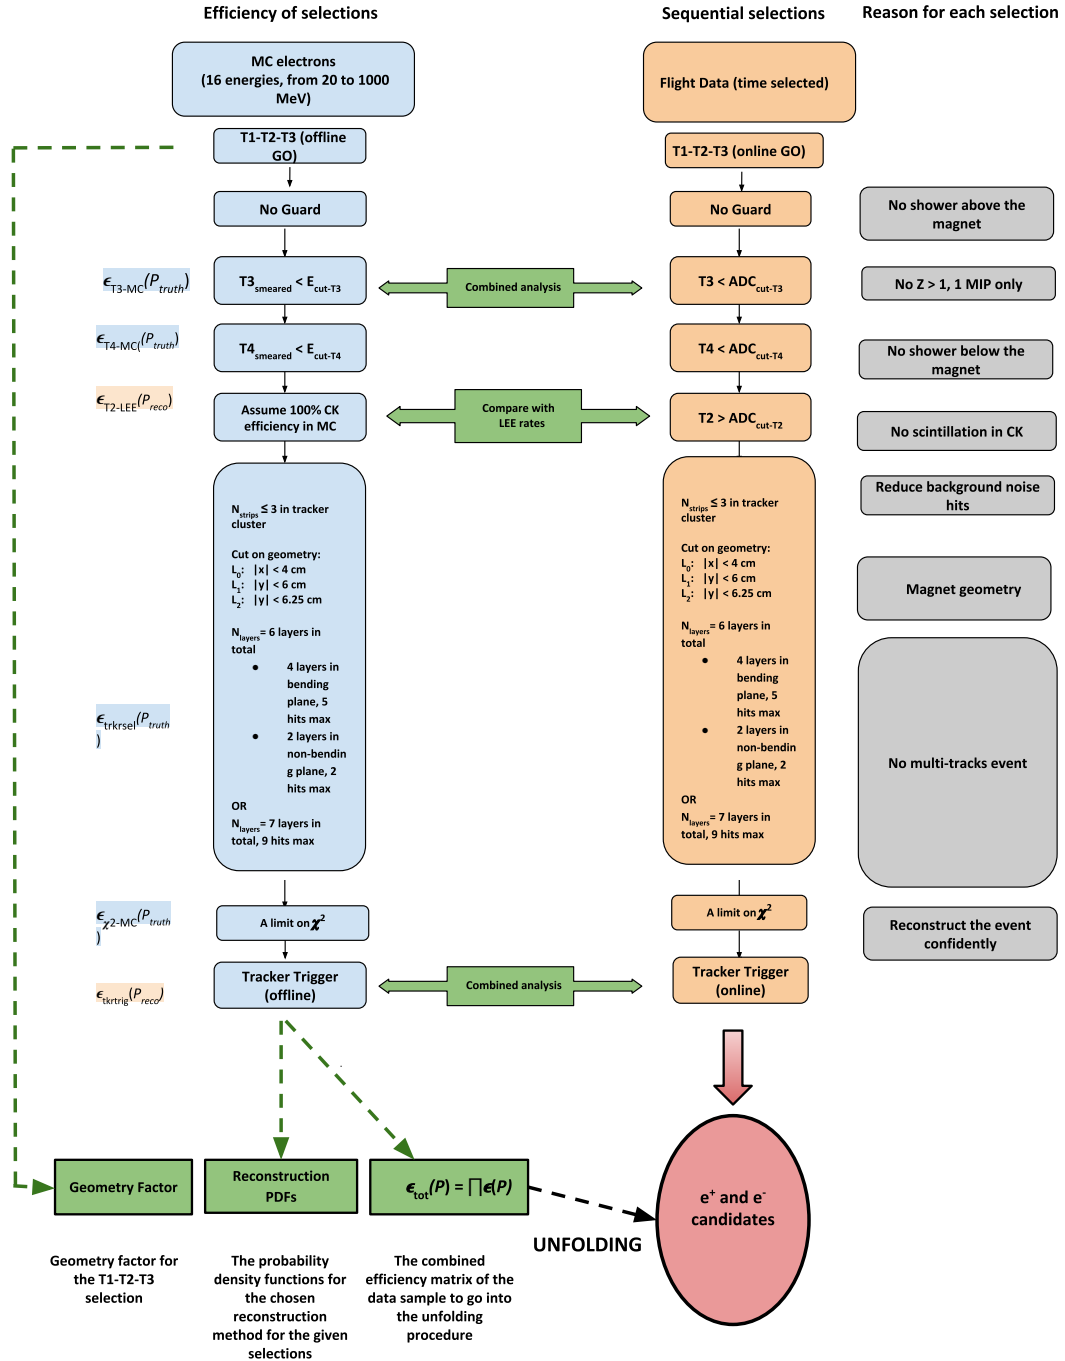 Efficiency of selections
Sequential selections
Reason for each selection
MC electrons
(16 energies, from 20 to 1000
MeV)
Flight Data (time selected)
T1-T2-T3 (offline
GO)
T1-T2-T3 (online GO)
No Guard
No Guard
No shower above the
magnet
ϵT3-MC(Ptruth)
T3smeared < Ecut-T3
Combined analysis
T3 < ADCcut-T3
No Z > 1, 1 MIP only
ϵT4-MC((Ptruth)
T4smeared < Ecut-T4
T4 < ADCcut-T4
No shower below the
magnet
ϵT2-LEE(Preco)
Assume 100% CK
efficiency in MC
Compare with
LEE rates
T2 > ADCcut-T2
No scintillation in CK
Reduce background noise
hits
Nstrips ≤ 3 in tracker
cluster
Cut on geometry:
L0: |x| < 4 cm
L1: |y| < 6 cm
L2: |y| < 6.25 cm
Nlayers= 6 layers in
total
● 4 layers in
bending
plane, 5
hits max
● 2 layers in
non-bendin
g plane, 2
hits max
OR
Nlayers= 7 layers in
total, 9 hits max
Nstrips ≤ 3 in tracker
cluster
Cut on geometry:
L0: |x| < 4 cm
L1: |y| < 6 cm
L2: |y| < 6.25 cm
Nlayers= 6 layers in
total
● 4 layers in
bending
plane, 5
hits max
● 2 layers in
non-bendin
g plane, 2
hits max
OR
Nlayers= 7 layers in
total, 9 hits max
Magnet geometry
ϵtrkrsel(Ptruth
)
No multi-tracks event
ϵχ2-MC(Ptruth
)
A limit on χ2
A limit on χ2
Reconstruct the event
confidently
ϵtkrtrig(Preco)
Tracker Trigger
(offline)
Combined analysis
Tracker Trigger
(online)
Geometry Factor
Reconstruction
PDFs
ϵtot(P) = ∏ϵ(P)
UNFOLDING
e+ and e-
candidates
Geometry factor for
the T1-T2-T3
selection
The probability
density functions for
the chosen
reconstruction
method for the given
selections
The combined
efficiency matrix of the
data sample to go into
the unfolding
procedure